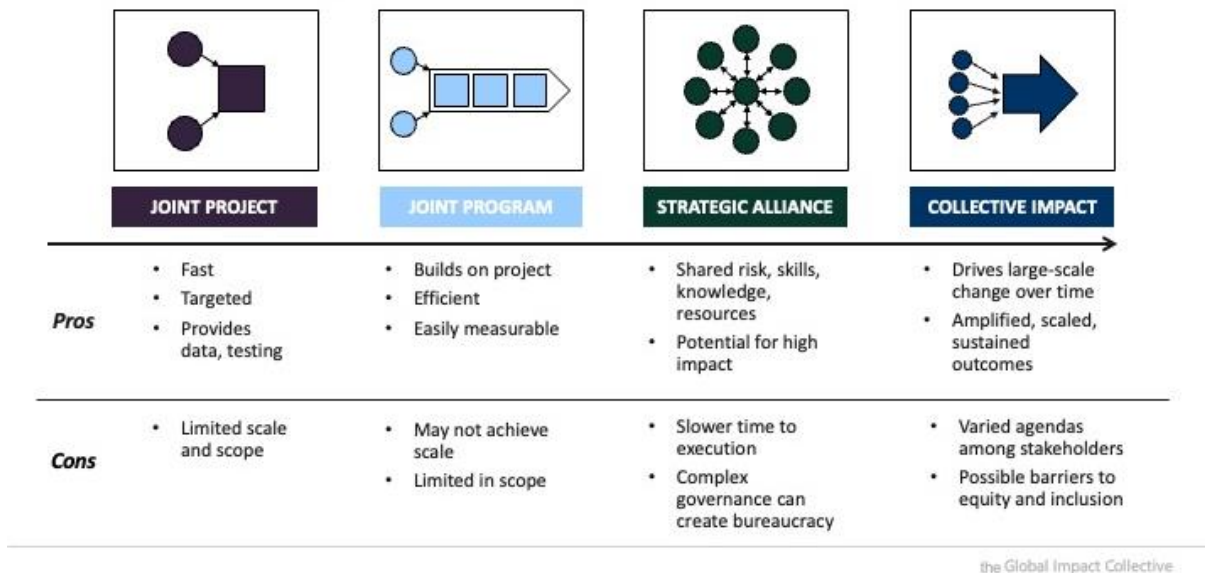 JOINT PROJECT
JOINT PROGRAM
STRATEGIC ALLIANCE
COLLECTIVE IMPACT
Pros
• Fast
• Targeted
• Provides
data, testing
• Builds on project
• Efficient
• Easily measurable
• Shared risk, skills,
knowledge,
resources
• Potential for high
impact
• Drives large-scale
change over time
• Amplified, scaled,
sustained
outcomes
Cons
• Limited scale
and scope
• May not achieve
scale
• Limited in scope
• Slower time to
execution
• Complex
governance can
create bureaucracy
• Varied agendas
among stakeholders
• Possible barriers to
equity and inclusion
the Global Impact Collective